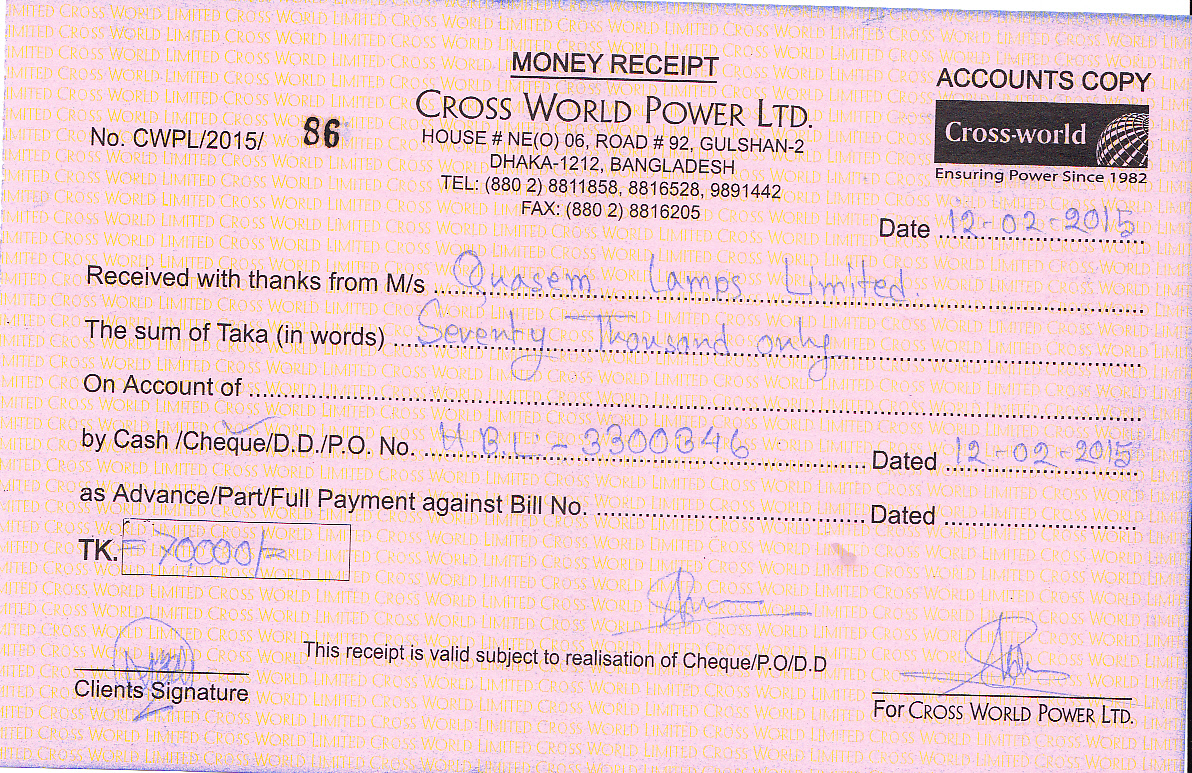 MONEY RECEIPT
ACCOUNTS COPY
CROSS WORLD POWER LTD.
Cross-world
No. CWPL/2015/ 86
HOUSE # NE(O) 06, ROAD # 92, GULSHAN-2
DHAKA-1212, BANGLADESH
Ensuring Power Since 1982
TEL: (880 2) 8811858, 8816528, 9891442
FAX: (880 2) 8816205
Date 12-02-2015
Received with thanks from M/s Quasem Lamps Limited.
The sum of Taka (in words) Seventy Thousand only
On Account of
by Cash /Cheque/D.D./P.O. No. H.B.L - 3300346 Dated 12-02-2015
as Advance/Part/Full Payment against Bill No. Dated
TK. = 70000/=
This receipt is valid subject to realisation of Cheque/P.O/D.D
Clients Signature
For CROSS WORLD POWER LTD.